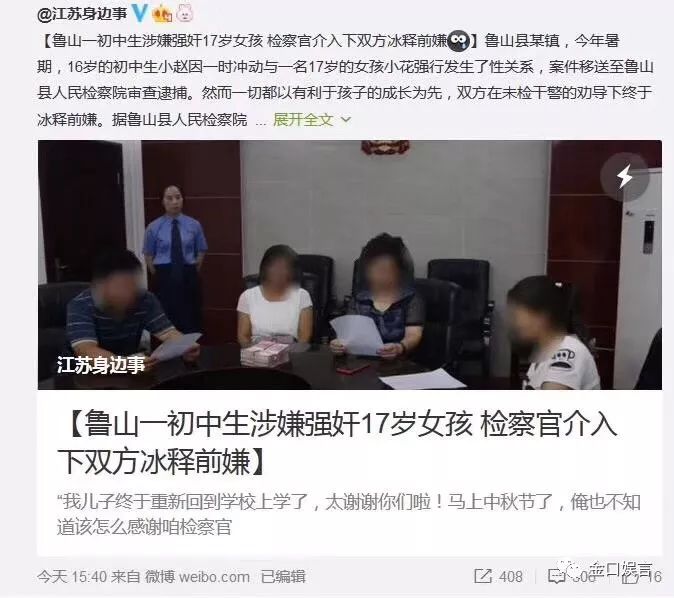 @江苏身边事
【鲁山一初中生涉嫌强奸17岁女孩 检察官介入下双方冰释前嫌】鲁山县某镇，今年暑
期，16岁的初中生小赵因一时冲动与一名17岁的女孩小花强行发生了性关系，案件移送至鲁山
县人民检察院审查逮捕。然而一切都以有利于孩子的成长为先，双方在未检干警的劝导下终于
冰释前嫌。据鲁山县人民检察院 ... 展开全文
江苏身边事
【鲁山一初中生涉嫌强奸17岁女孩 检察官介入
下双方冰释前嫌】
“我儿子终于重新回到学校上学了，太谢谢你们啦！马上中秋节了，俺也不知
道该怎么感谢咱检察官
今天 15:40 来自 微博 weibo.com 已编辑 408
金口娱言